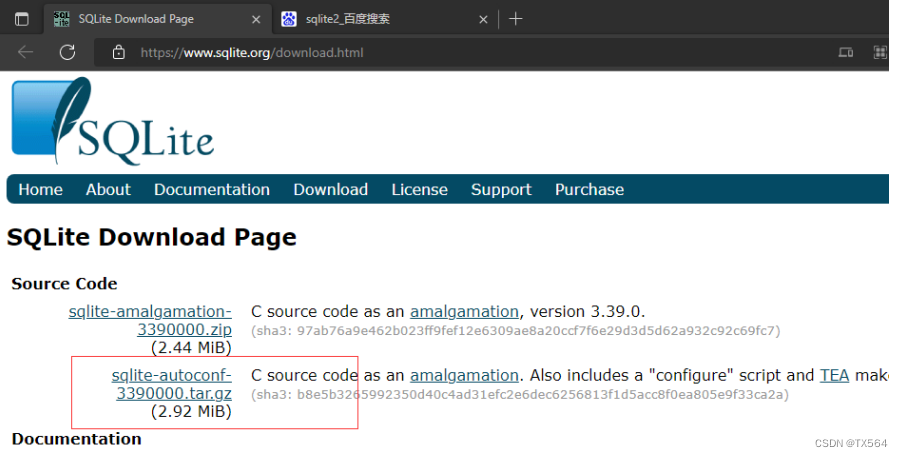 SQLite Download Page
sqlite2_百度搜索
https://www.sqlite.org/download.html
SQLite
Home About Documentation Download License Support Purchase
SQLite Download Page
Source Code
sqlite-amalgamation-
3390000.zip
(2.44 MiB)
C source code as an amalgamation, version 3.39.0.
(sha3: 97ab76a9e462b023ff9fef12e6309ae8a20ccf7f6e29d3d5d62a932c92c69fc7)
sqlite-autoconf-
3390000.tar.gz
(2.92 MiB)
C source code as an amalgamation. Also includes a "configure" script and TEA make
(sha3: b8e5b3265992350d40c4ad31efc2e6dec6256813f1d5acc8f0ea805e9f33ca2a)
Documentation
CSDN @TX564